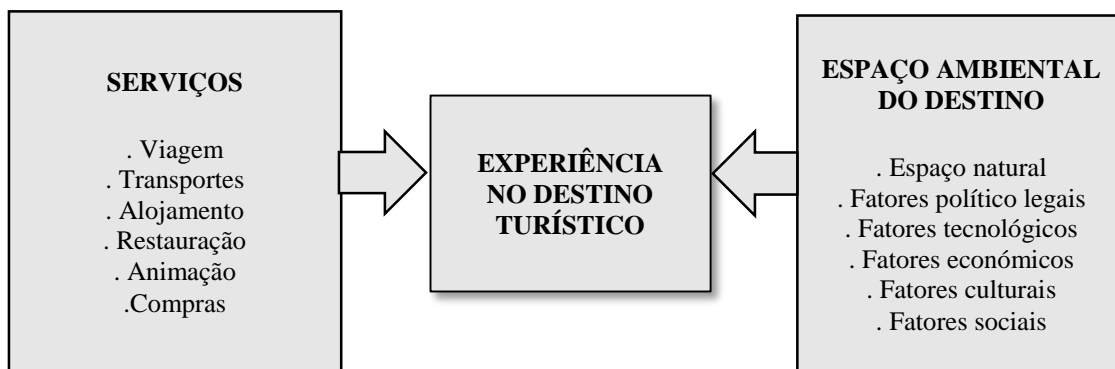 SERVIÇOS
. Viagem
. Transportes
. Alojamento
. Restauração
. Animação
.Compras
EXPERIÊNCIA
NO DESTINO
TURÍSTICO
ESPAÇO AMBIENTAL
DO DESTINO
. Espaço natural
. Fatores político legais
. Fatores tecnológicos
. Fatores económicos
. Fatores culturais
. Fatores sociais